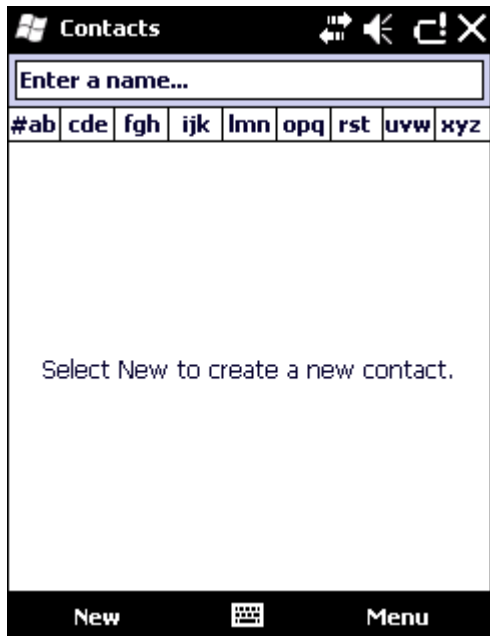 Contacts
Enter a name...
#ab cde fgh ijk lmn opq rst uvw xyz
Select New to create a new contact.
New Menu